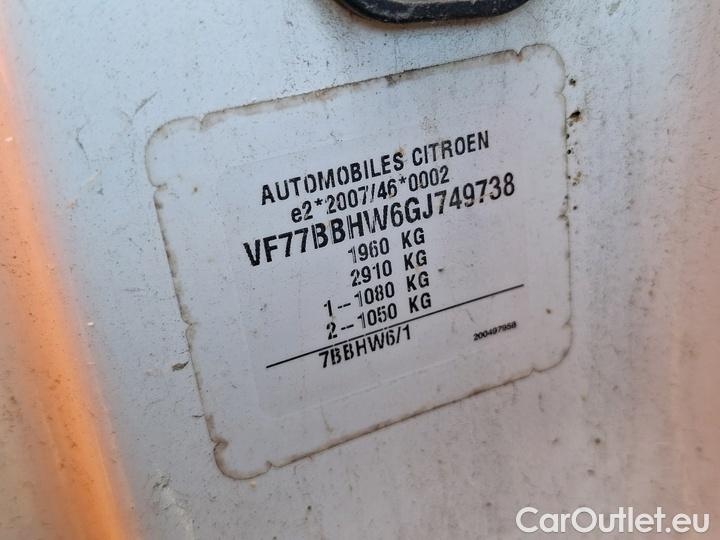 AUTOMOBILES CITROEN
e2*2007/46*0002
VF77BBHW6GJ749738
1960 KG
2910 KG
1--1080 KG
2--1050 KG
7BBHW6/1
200497958
CarOutlet.eu